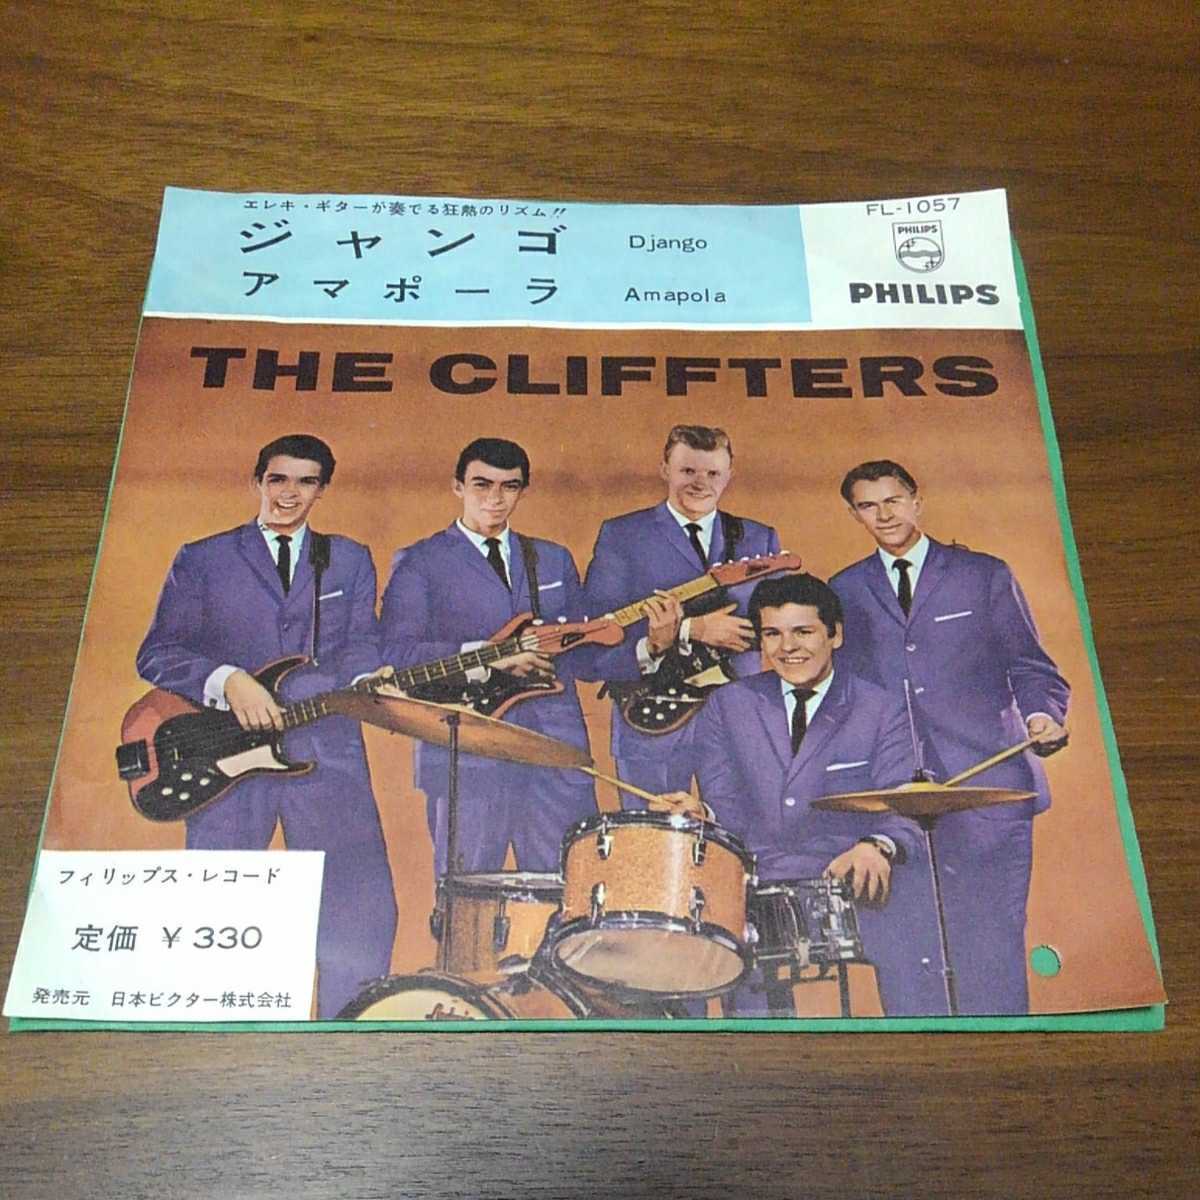 エレキ・ギターが奏でる狂熱のリズム!!
ジャンゴ Django
アマポーラ Amapola
FL-1057
PHILIPS
PHILIPS
THE CLIFFTERS
フィリップス・レコード
定価 ¥330
発売元 日本ビクター株式会社